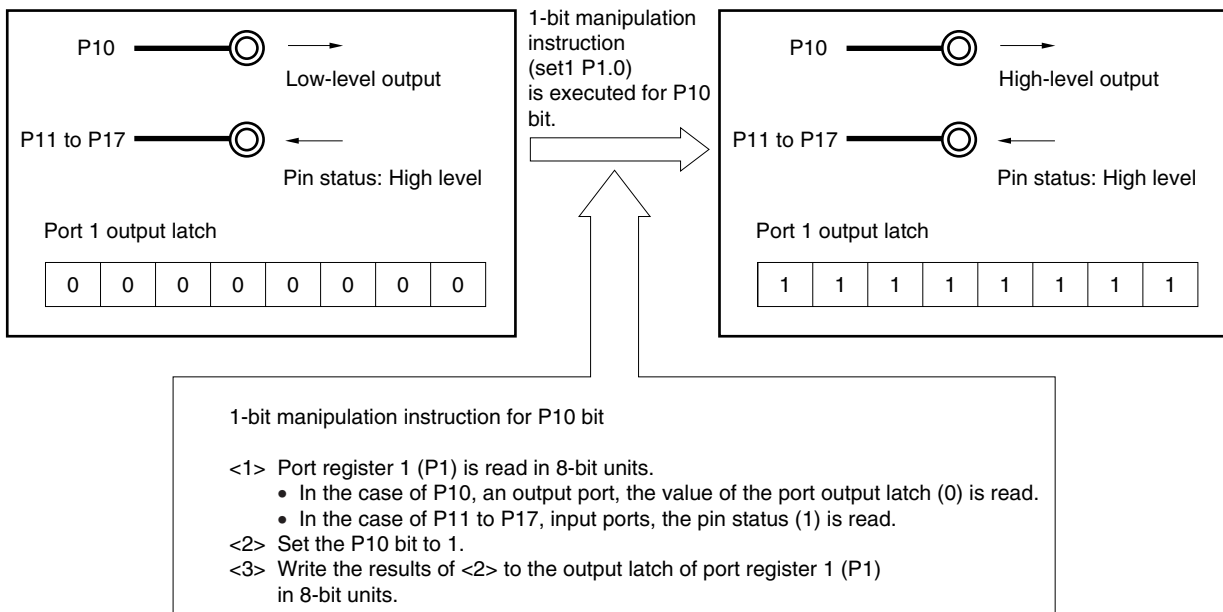 P10
Low-level output
P11 to P17
Pin status: High level
Port 1 output latch
0 0 0 0 0 0 0 0
1-bit manipulation
instruction
(set1 P1.0)
is executed for P10
bit.
P10
High-level output
P11 to P17
Pin status: High level
Port 1 output latch
1 1 1 1 1 1 1 1
1-bit manipulation instruction for P10 bit
<1> Port register 1 (P1) is read in 8-bit units.
• In the case of P10, an output port, the value of the port output latch (0) is read.
• In the case of P11 to P17, input ports, the pin status (1) is read.
<2> Set the P10 bit to 1.
<3> Write the results of <2> to the output latch of port register 1 (P1)
in 8-bit units.